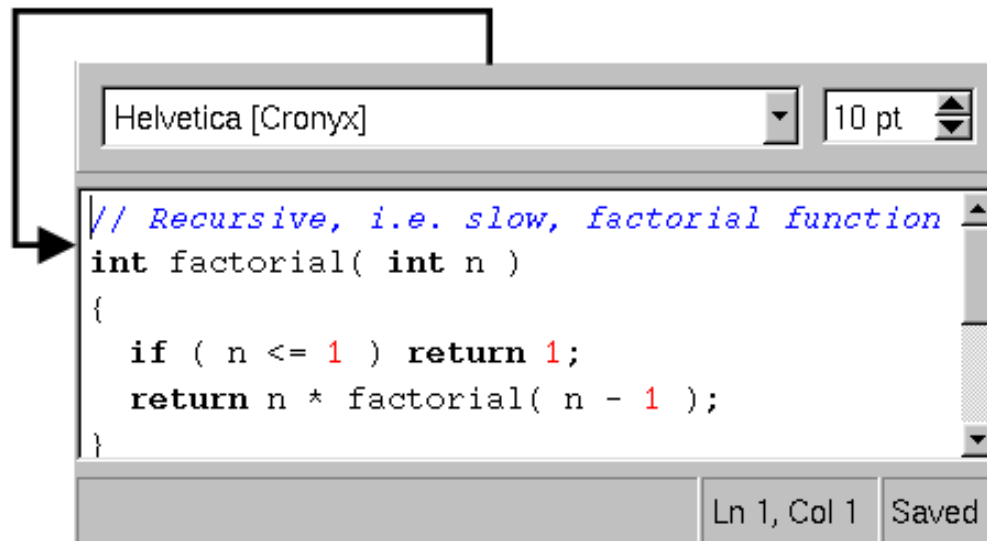 Helvetica [Cronyx] 10 pt
// Recursive, i.e. slow, factorial function
int factorial( int n )
{
  if ( n <= 1 ) return 1;
  return n * factorial( n - 1 );
}
Ln 1, Col 1 Saved